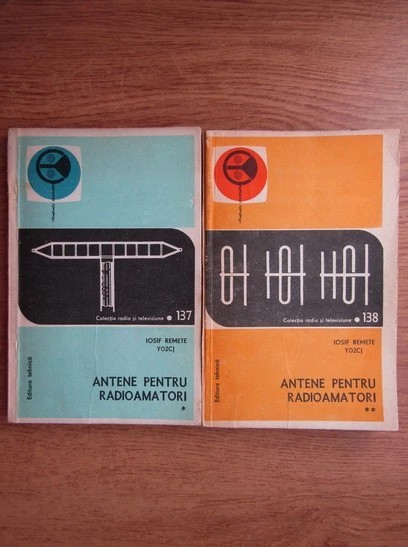 Colecția radio și televiziune ● 137
IOSIF REMETE
YO2CJ
ANTENE PENTRU
RADIOAMATORI
*
Editura tehnică
Colecția radio și televiziune ● 138
IOSIF REMETE
YO2CJ
ANTENE PENTRU
RADIOAMATORI
**
Editura tehnică